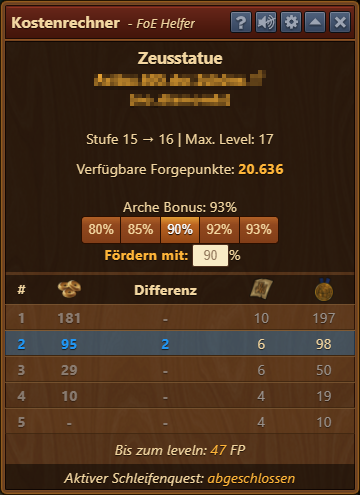 Kostenrechner - FoE Helfer ?
Zeusstatue
Stufe 15 → 16 | Max. Level: 17
Verfügbare Forgepunkte: 20.636
Arche Bonus: 93%
80% 85% 90% 92% 93%
Fördern mit: 90 %
# Differenz
1 181 - 10 197
2 95 2 6 98
3 29 - 6 50
4 10 - 4 19
5 - - 4 10
Bis zum leveln: 47 FP
Aktiver Schleifenquest: abgeschlossen